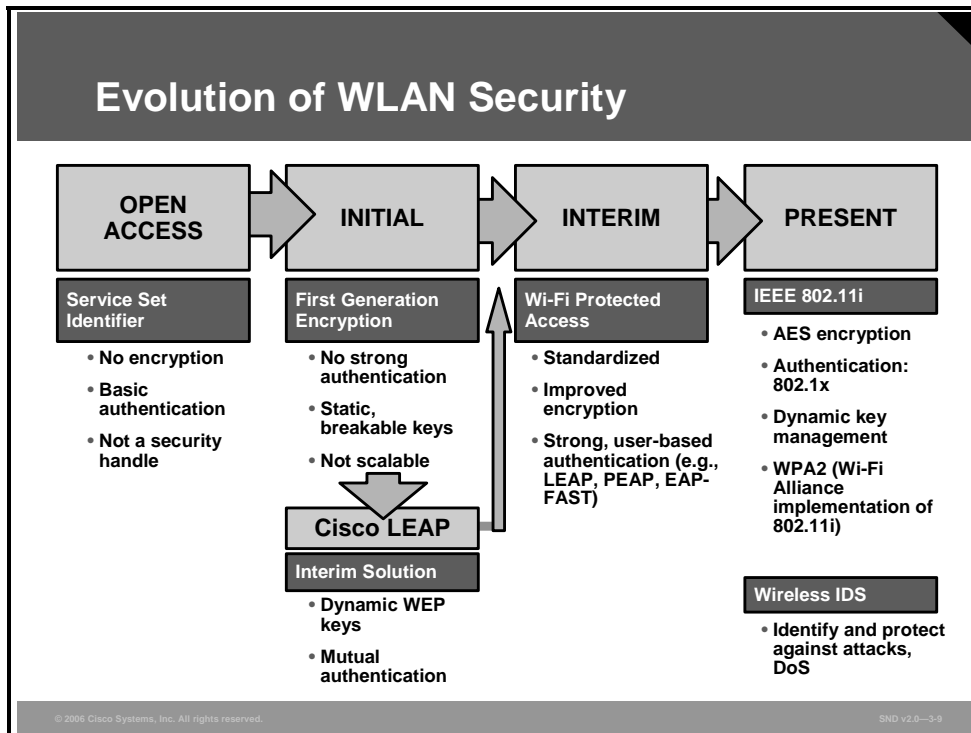 Evolution of WLAN Security
OPEN
ACCESS
Service Set
Identifier
• No encryption
• Basic
authentication
• Not a security
handle
INITIAL
First Generation
Encryption
• No strong
authentication
• Static,
breakable keys
• Not scalable
Cisco LEAP
Interim Solution
• Dynamic WEP
keys
• Mutual
authentication
INTERIM
Wi-Fi Protected
Access
• Standardized
• Improved
encryption
• Strong, user-based
authentication (e.g.,
LEAP, PEAP, EAP-
FAST)
PRESENT
IEEE 802.11i
• AES encryption
• Authentication:
802.1x
• Dynamic key
management
• WPA2 (Wi-Fi
Alliance
implementation of
802.11i)
Wireless IDS
• Identify and protect
against attacks,
DoS
© 2006 Cisco Systems, Inc. All rights reserved.
SND v2.0—3-9